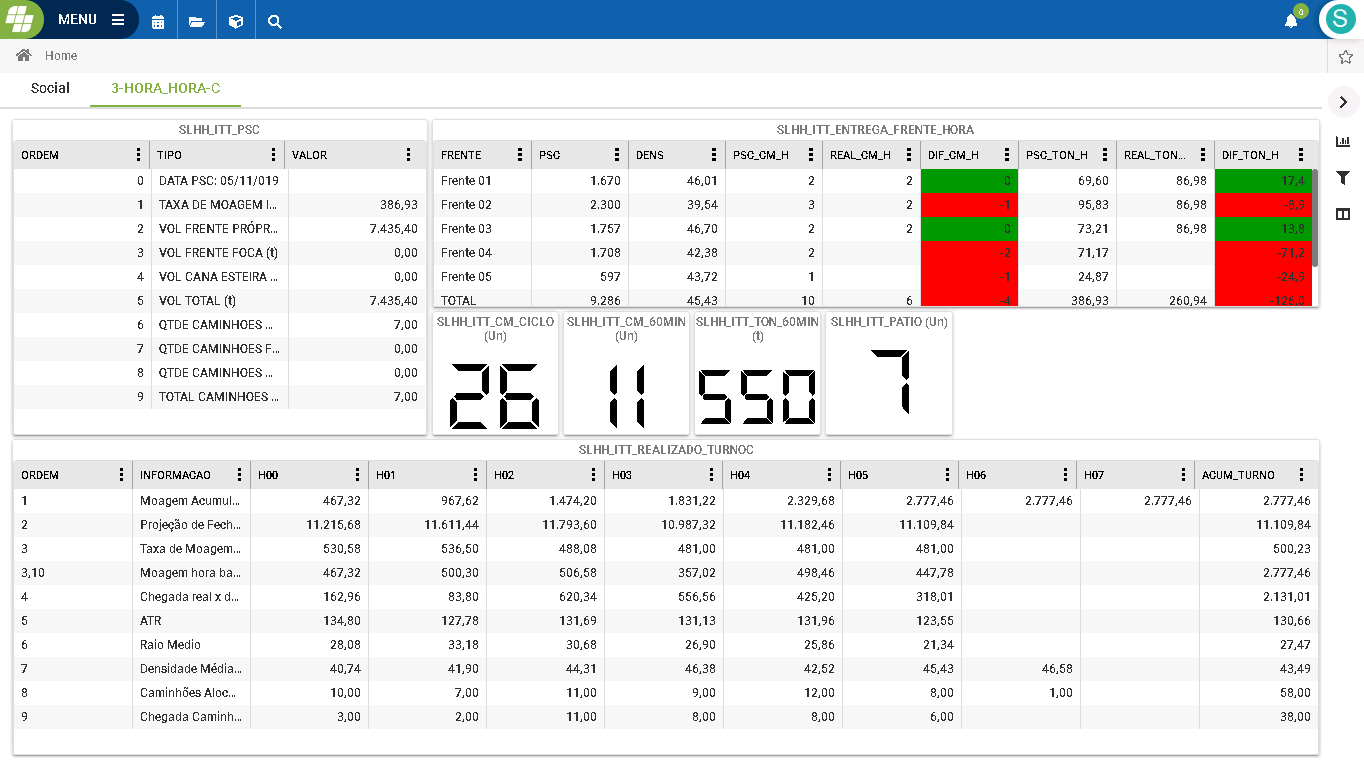 MENU
0
S
Home
Social 3-HORA_HORA-C
SLHH_ITT_PSC
ORDEM TIPO VALOR
0 DATA PSC: 05/11/019
1 TAXA DE MOAGEM I... 386,93
2 VOL FRENTE PRÓPR... 7.435,40
3 VOL FRENTE FOCA (t) 0,00
4 VOL CANA ESTEIRA ... 0,00
5 VOL TOTAL (t) 7.435,40
6 QTDE CAMINHOES ... 7,00
7 QTDE CAMINHOES F... 0,00
8 QTDE CAMINHOES ... 0,00
9 TOTAL CAMINHOES ... 7,00
SLHH_ITT_ENTREGA_FRENTE_HORA
FRENTE PSC DENS PSC_CM_H REAL_CM_H DIF_CM_H PSC_TON_H REAL_TON... DIF_TON_H
Frente 01 1.670 46,01 2 2 0 69,60 86,98 17,4
Frente 02 2.300 39,54 3 2 -1 95,83 86,98 -8,9
Frente 03 1.757 46,70 2 2 0 73,21 86,98 13,8
Frente 04 1.708 42,38 2 -2 71,17 -71,2
Frente 05 597 43,72 1 -1 24,87 -24,9
TOTAL 9.286 45,43 10 6 -4 386,93 260,94 -126,0
SLHH_ITT_CM_CICLO
(Un)
26
SLHH_ITT_CM_60MIN
(Un)
11
SLHH_ITT_TON_60MIN
(t)
550
SLHH_ITT_PATIO (Un)
7
SLHH_ITT_REALIZADO_TURNOC
ORDEM INFORMACAO H00 H01 H02 H03 H04 H05 H06 H07 ACUM_TURNO
1 Moagem Acumul... 467,32 967,62 1.474,20 1.831,22 2.329,68 2.777,46 2.777,46 2.777,46 2.777,46
2 Projeção de Fech... 11.215,68 11.611,44 11.793,60 10.987,32 11.182,46 11.109,84 11.109,84
3 Taxa de Moagem... 530,58 536,50 488,08 481,00 481,00 481,00 500,23
3,10 Moagem hora ba... 467,32 500,30 506,58 357,02 498,46 447,78 2.777,46
4 Chegada real x d... 162,96 83,80 620,34 556,56 425,20 318,01 2.131,01
5 ATR 134,80 127,78 131,69 131,13 131,96 123,55 130,66
6 Raio Medio 28,08 33,18 30,68 26,90 25,86 21,34 27,47
7 Densidade Média... 40,74 41,90 44,31 46,38 42,52 45,43 46,58 43,49
8 Caminhões Aloc... 10,00 7,00 11,00 9,00 12,00 8,00 1,00 58,00
9 Chegada Caminh... 3,00 2,00 11,00 8,00 8,00 6,00 38,00